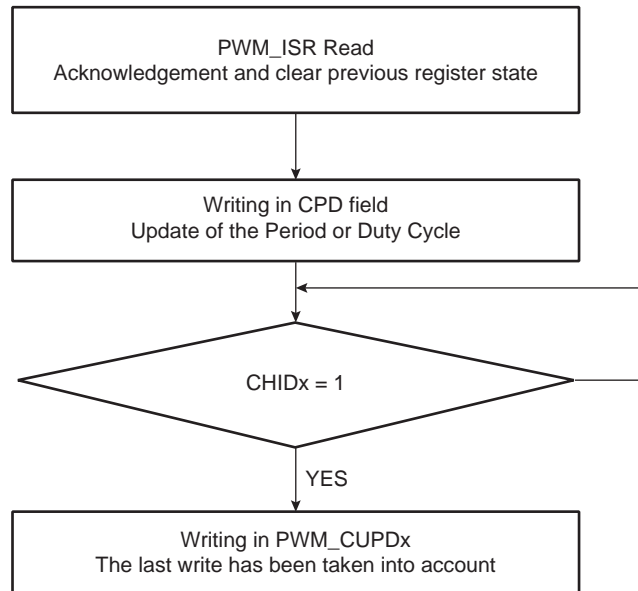 PWM_ISR Read
Acknowledgement and clear previous register state
Writing in CPD field
Update of the Period or Duty Cycle
CHIDx = 1
YES
Writing in PWM_CUPDx
The last write has been taken into account